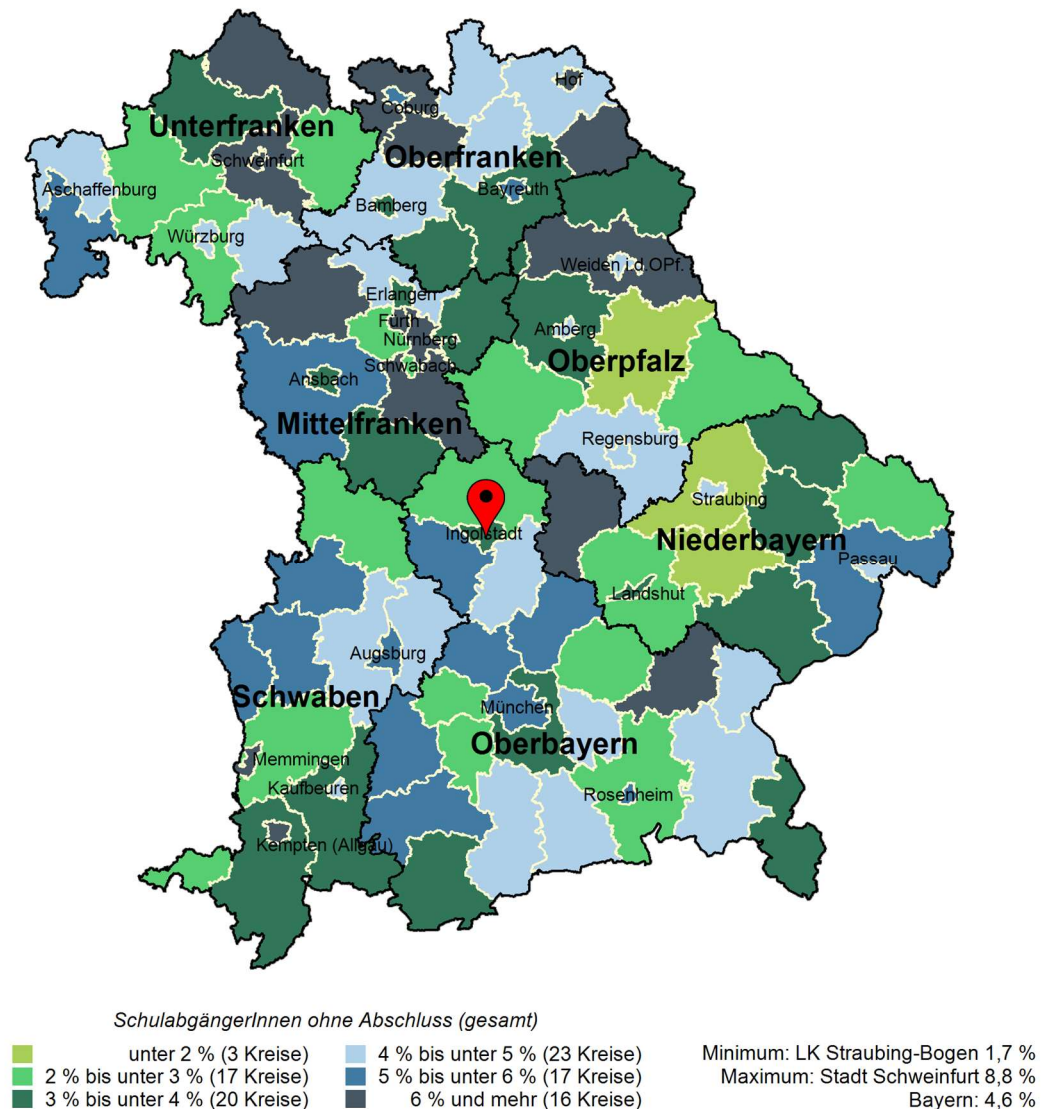 Hof
Coburg
Unterfranken
Oberfranken
Schweinfurt
Aschaffenburg
Bayreuth
Bamberg
Würzburg
Weiden i.d.OPf.
Erlangen
Fürth
Nürnberg
Amberg
Oberpfalz
Schwabach
Ansbach
Mittelfranken
Regensburg
Straubing
Ingolstadt
Niederbayern
Passau
Landshut
Augsburg
Schwaben
München
Oberbayern
Memmingen
Kaufbeuren
Rosenheim
Kempten (Allgäu)
SchulabgängerInnen ohne Abschluss (gesamt)
unter 2 % (3 Kreise)
2 % bis unter 3 % (17 Kreise)
3 % bis unter 4 % (20 Kreise)
4 % bis unter 5 % (23 Kreise)
5 % bis unter 6 % (17 Kreise)
6 % und mehr (16 Kreise)
Minimum: LK Straubing-Bogen 1,7 %
Maximum: Stadt Schweinfurt 8,8 %
Bayern: 4,6 %